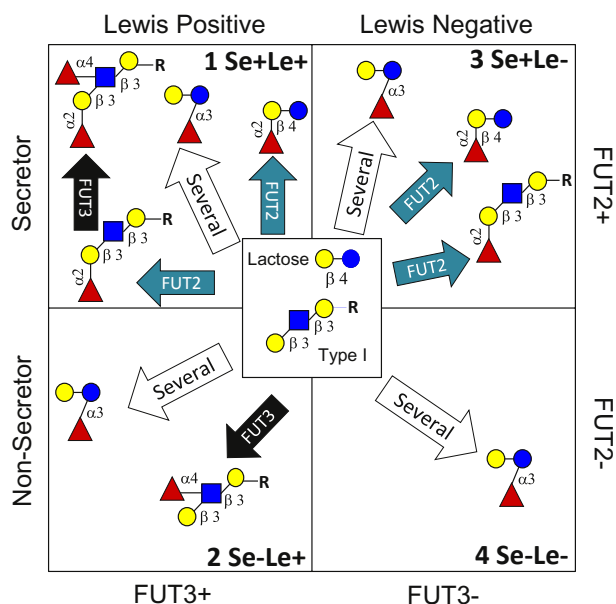 Lewis Positive
Lewis Negative
Secretor
Non-Secretor
FUT2+
FUT2-
FUT3+
FUT3-
1 Se+Le+
α4
R
β 3
β 3
α2
FUT3
β 3
R
β 3
α2
FUT2
α3
Several
β 4
α2
FUT2
3 Se+Le-
α3
Several
β 4
α2
FUT2
R
β 3
β 3
α2
FUT2
Lactose
β 4
R
β 3
β 3
Type I
Several
α3
FUT3
α4
R
β 3
β 3
2 Se-Le+
Several
α3
4 Se-Le-